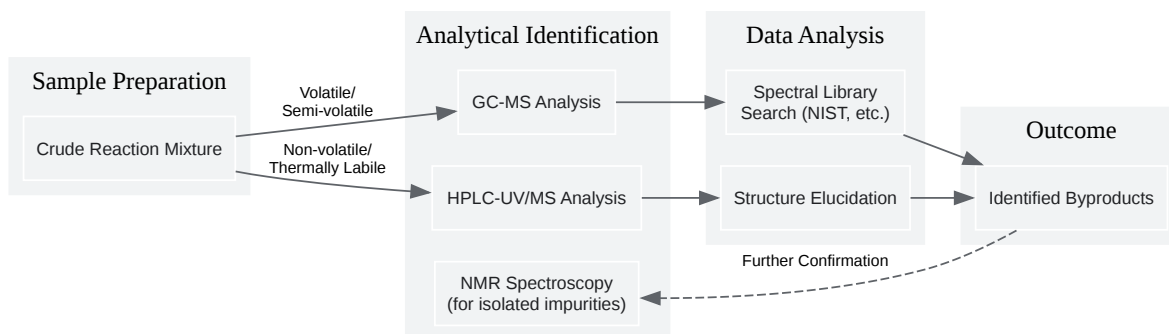 Sample Preparation
Crude Reaction Mixture
Volatile/
Semi-volatile
Non-volatile/
Thermally Labile
Analytical Identification
GC-MS Analysis
HPLC-UV/MS Analysis
NMR Spectroscopy
(for isolated impurities)
Data Analysis
Spectral Library
Search (NIST, etc.)
Structure Elucidation
Outcome
Identified Byproducts
Further Confirmation